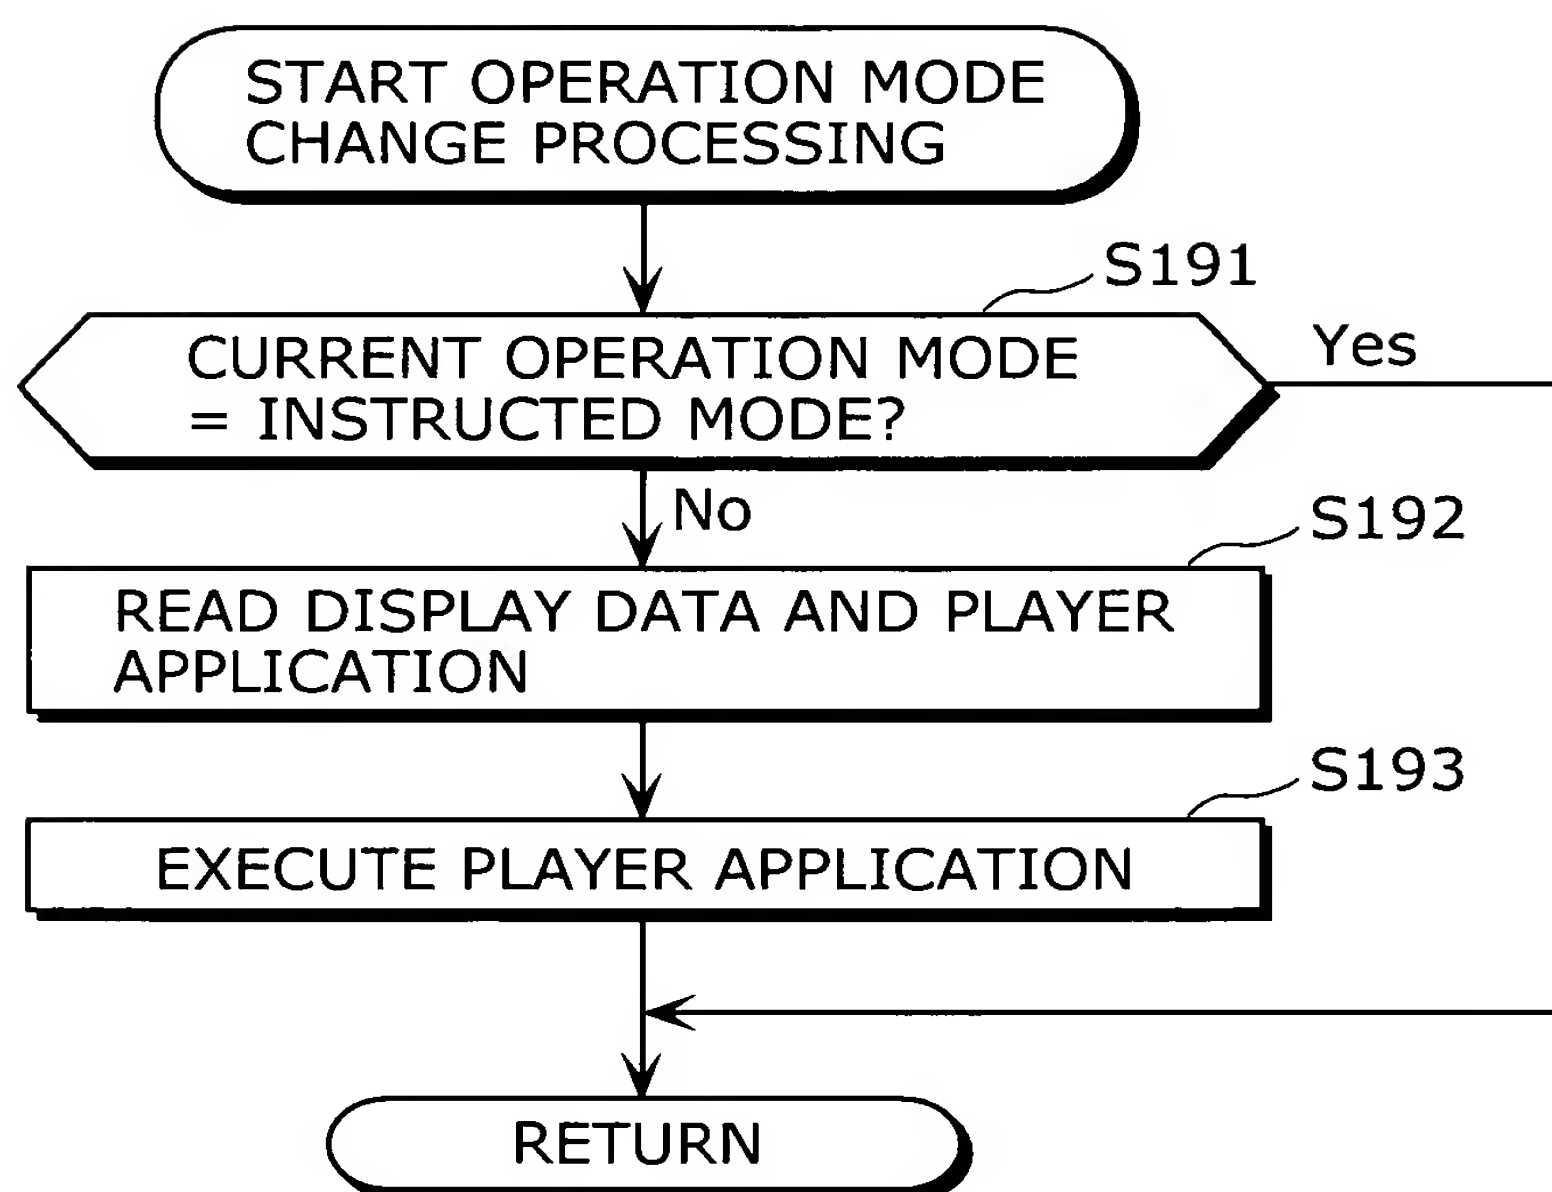 START OPERATION MODE
CHANGE PROCESSING
S191
CURRENT OPERATION MODE
= INSTRUCTED MODE?
Yes
No
S192
READ DISPLAY DATA AND PLAYER
APPLICATION
S193
EXECUTE PLAYER APPLICATION
RETURN